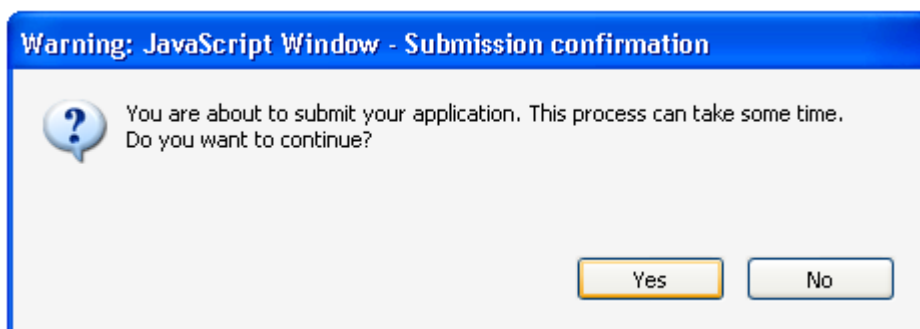 Warning: JavaScript Window - Submission confirmation
You are about to submit your application. This process can take some time.
Do you want to continue?
Yes No